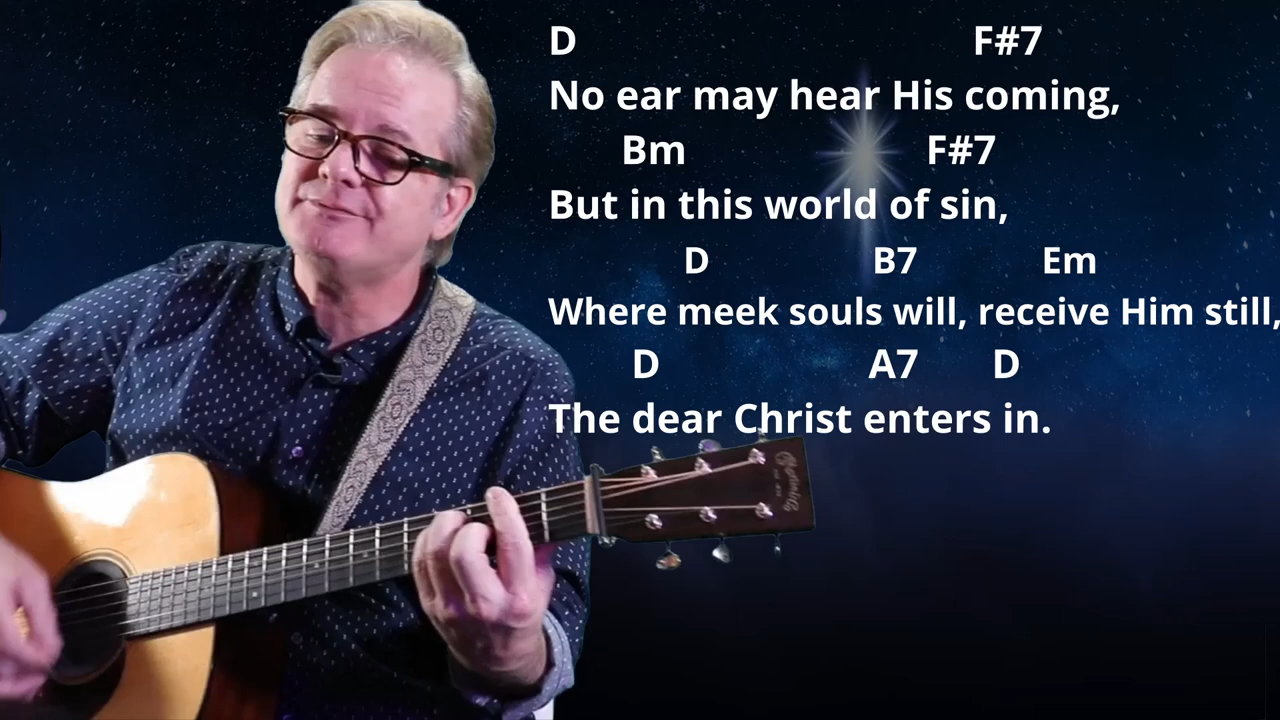 D F#7
No ear may hear His coming,
Bm F#7
But in this world of sin,
D B7 Em
Where meek souls will, receive Him still,
D A7 D
The dear Christ enters in.